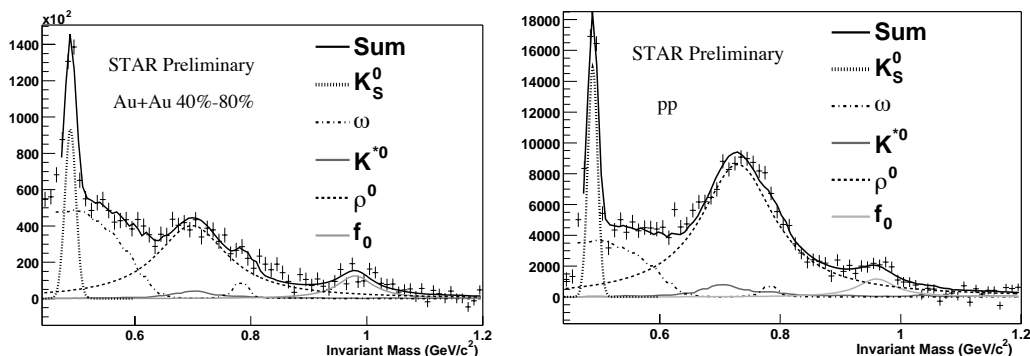 ×10²
1400
1200
1000
800
600
400
200
0
STAR Preliminary
Au+Au 40%-80%
Sum
K⁰_S
ω
K*⁰
ρ⁰
f₀
0.6
0.8
1
1.2
Invariant Mass (GeV/c²)
18000
16000
14000
12000
10000
8000
6000
4000
2000
0
STAR Preliminary
pp
Sum
K⁰_S
ω
K*⁰
ρ⁰
f₀
0.6
0.8
1
1.2
Invariant Mass (GeV/c²)